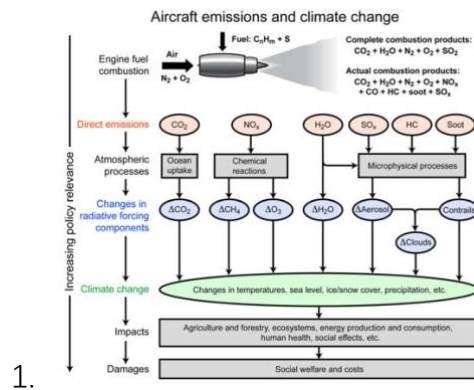 Aircraft emissions and climate change
Fuel: CₙHₘ + S
Complete combustion products:
CO₂ + H₂O + N₂ + O₂ + SO₂
Engine fuel
combustion
Air
N₂ + O₂
Actual combustion products:
CO₂ + H₂O + N₂ + O₂ + NOₓ
+ CO + HC + soot + SOₓ
Direct emissions
CO₂
NOₓ
H₂O
SOₓ
HC
Soot
Atmospheric
processes
Ocean
uptake
Chemical
reactions
Microphysical processes
Changes in
radiative forcing
components
ΔCO₂
ΔCH₄
ΔO₃
ΔH₂O
ΔAerosol
Contrails
ΔClouds
Climate change
Changes in temperatures, sea level, ice/snow cover, precipitation, etc.
Impacts
Agriculture and forestry, ecosystems, energy production and consumption,
human health, social effects, etc.
Damages
Social welfare and costs
Increasing policy relevance
1.